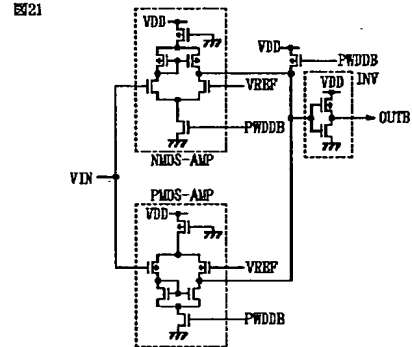 図21
VDD
VDD
PWDDB
VDD
INV
VREF
OUTB
PWDDB
NMOS-AMP
VIN
PMOS-AMP
VDD
VREF
PWDDB